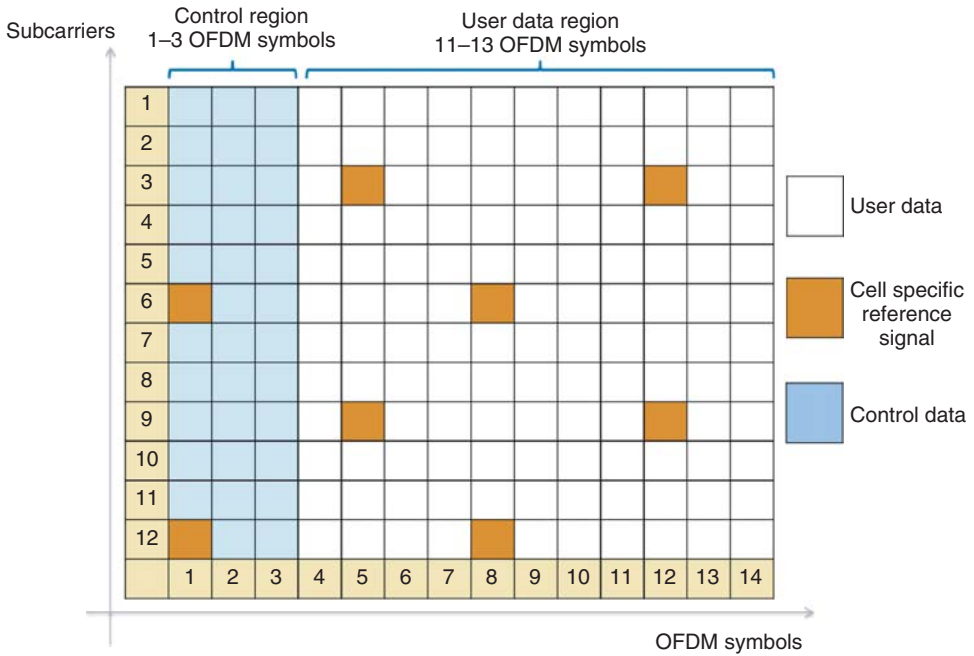 Control region
1–3 OFDM symbols
User data region
11–13 OFDM symbols
Subcarriers
1
2
3
4
5
6
7
8
9
10
11
12
1 2 3 4 5 6 7 8 9 10 11 12 13 14
User data
Cell specific
reference
signal
Control data
OFDM symbols